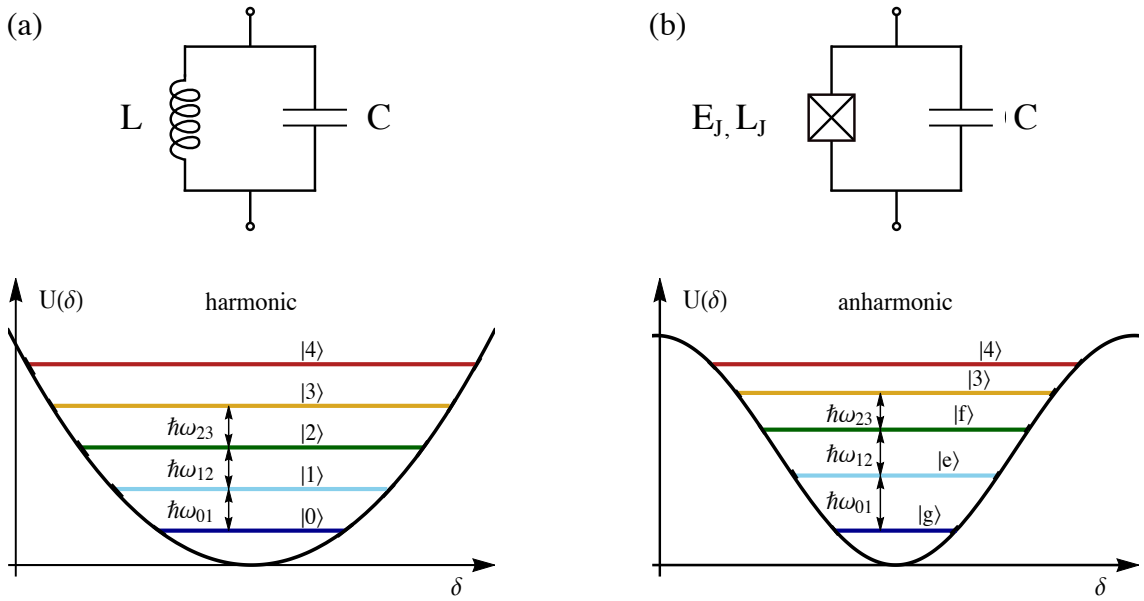 (a)
L
C
(b)
E_J, L_J
C
U(δ)
harmonic
|4⟩
|3⟩
ħω₂₃
|2⟩
ħω₁₂
|1⟩
ħω₀₁
|0⟩
δ
U(δ)
anharmonic
|4⟩
|3⟩
ħω₂₃
|f⟩
ħω₁₂
|e⟩
ħω₀₁
|g⟩
δ